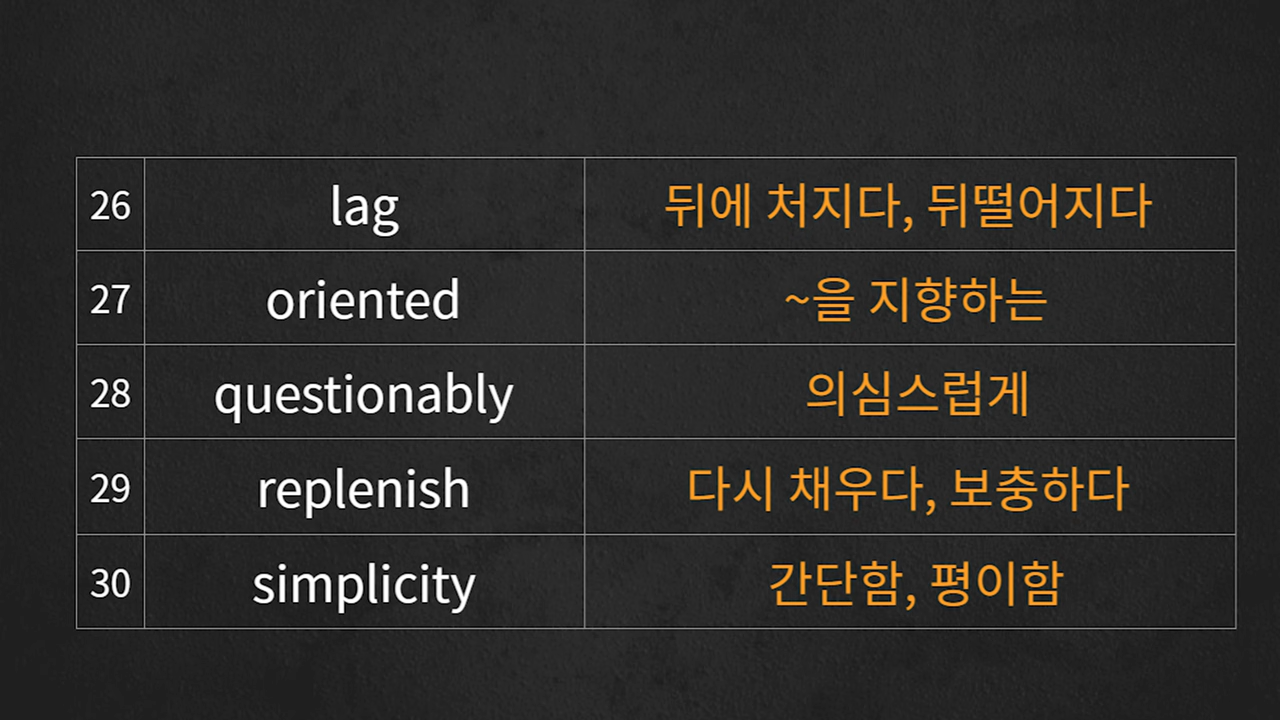 26 lag 뒤에 처지다, 뒤떨어지다
27 oriented ~을 지향하는
28 questionably 의심스럽게
29 replenish 다시 채우다, 보충하다
30 simplicity 간단함, 평이함